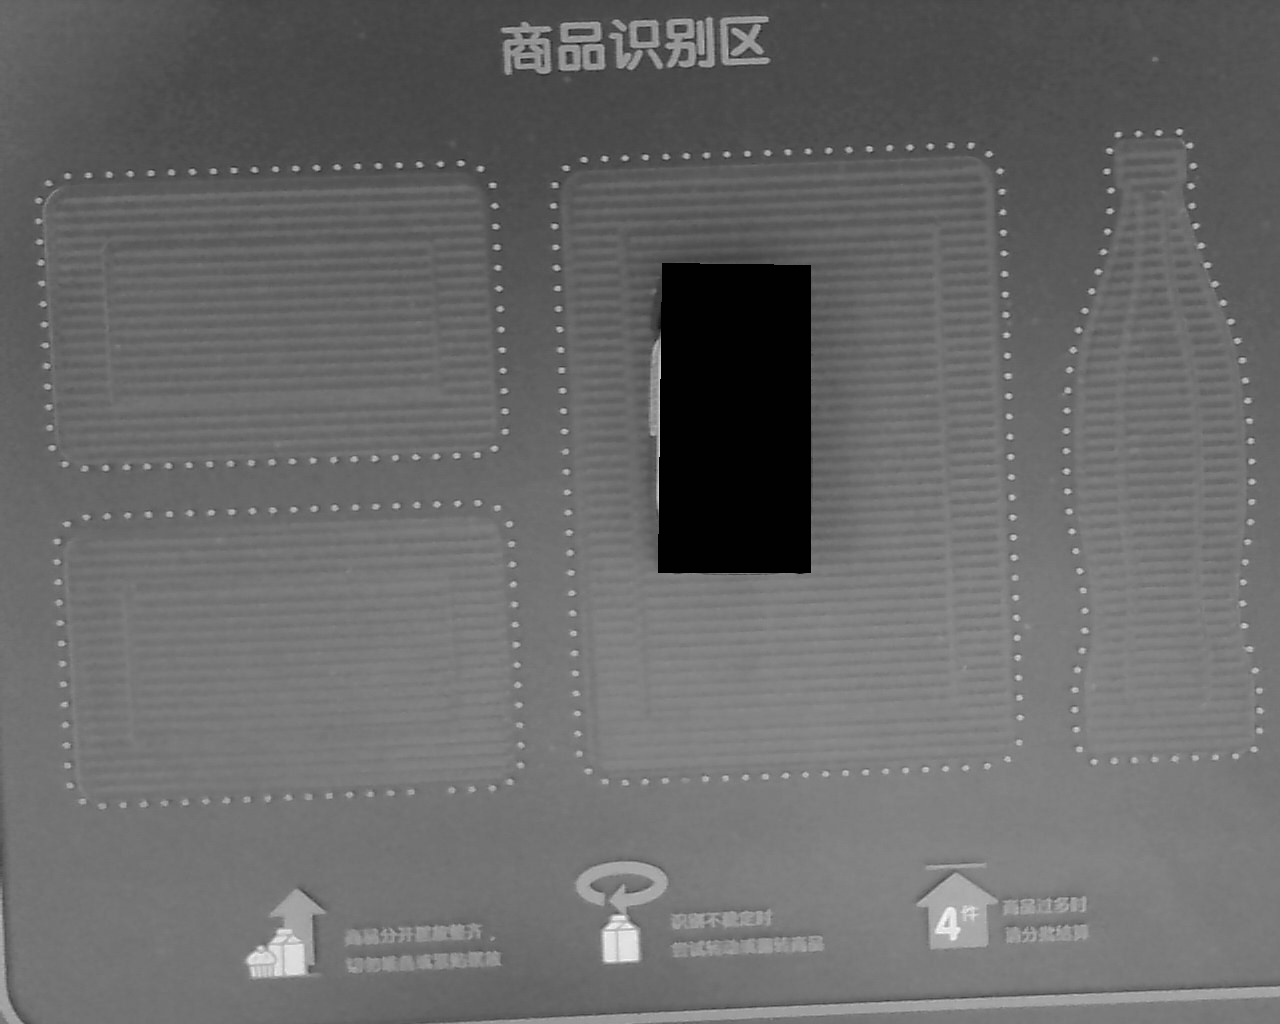 商品识别区
商品分开摆放整齐，
切勿堆叠或紧贴摆放
识别不稳定时
尝试转动或翻转商品
4件
商品过多时
请分批结算